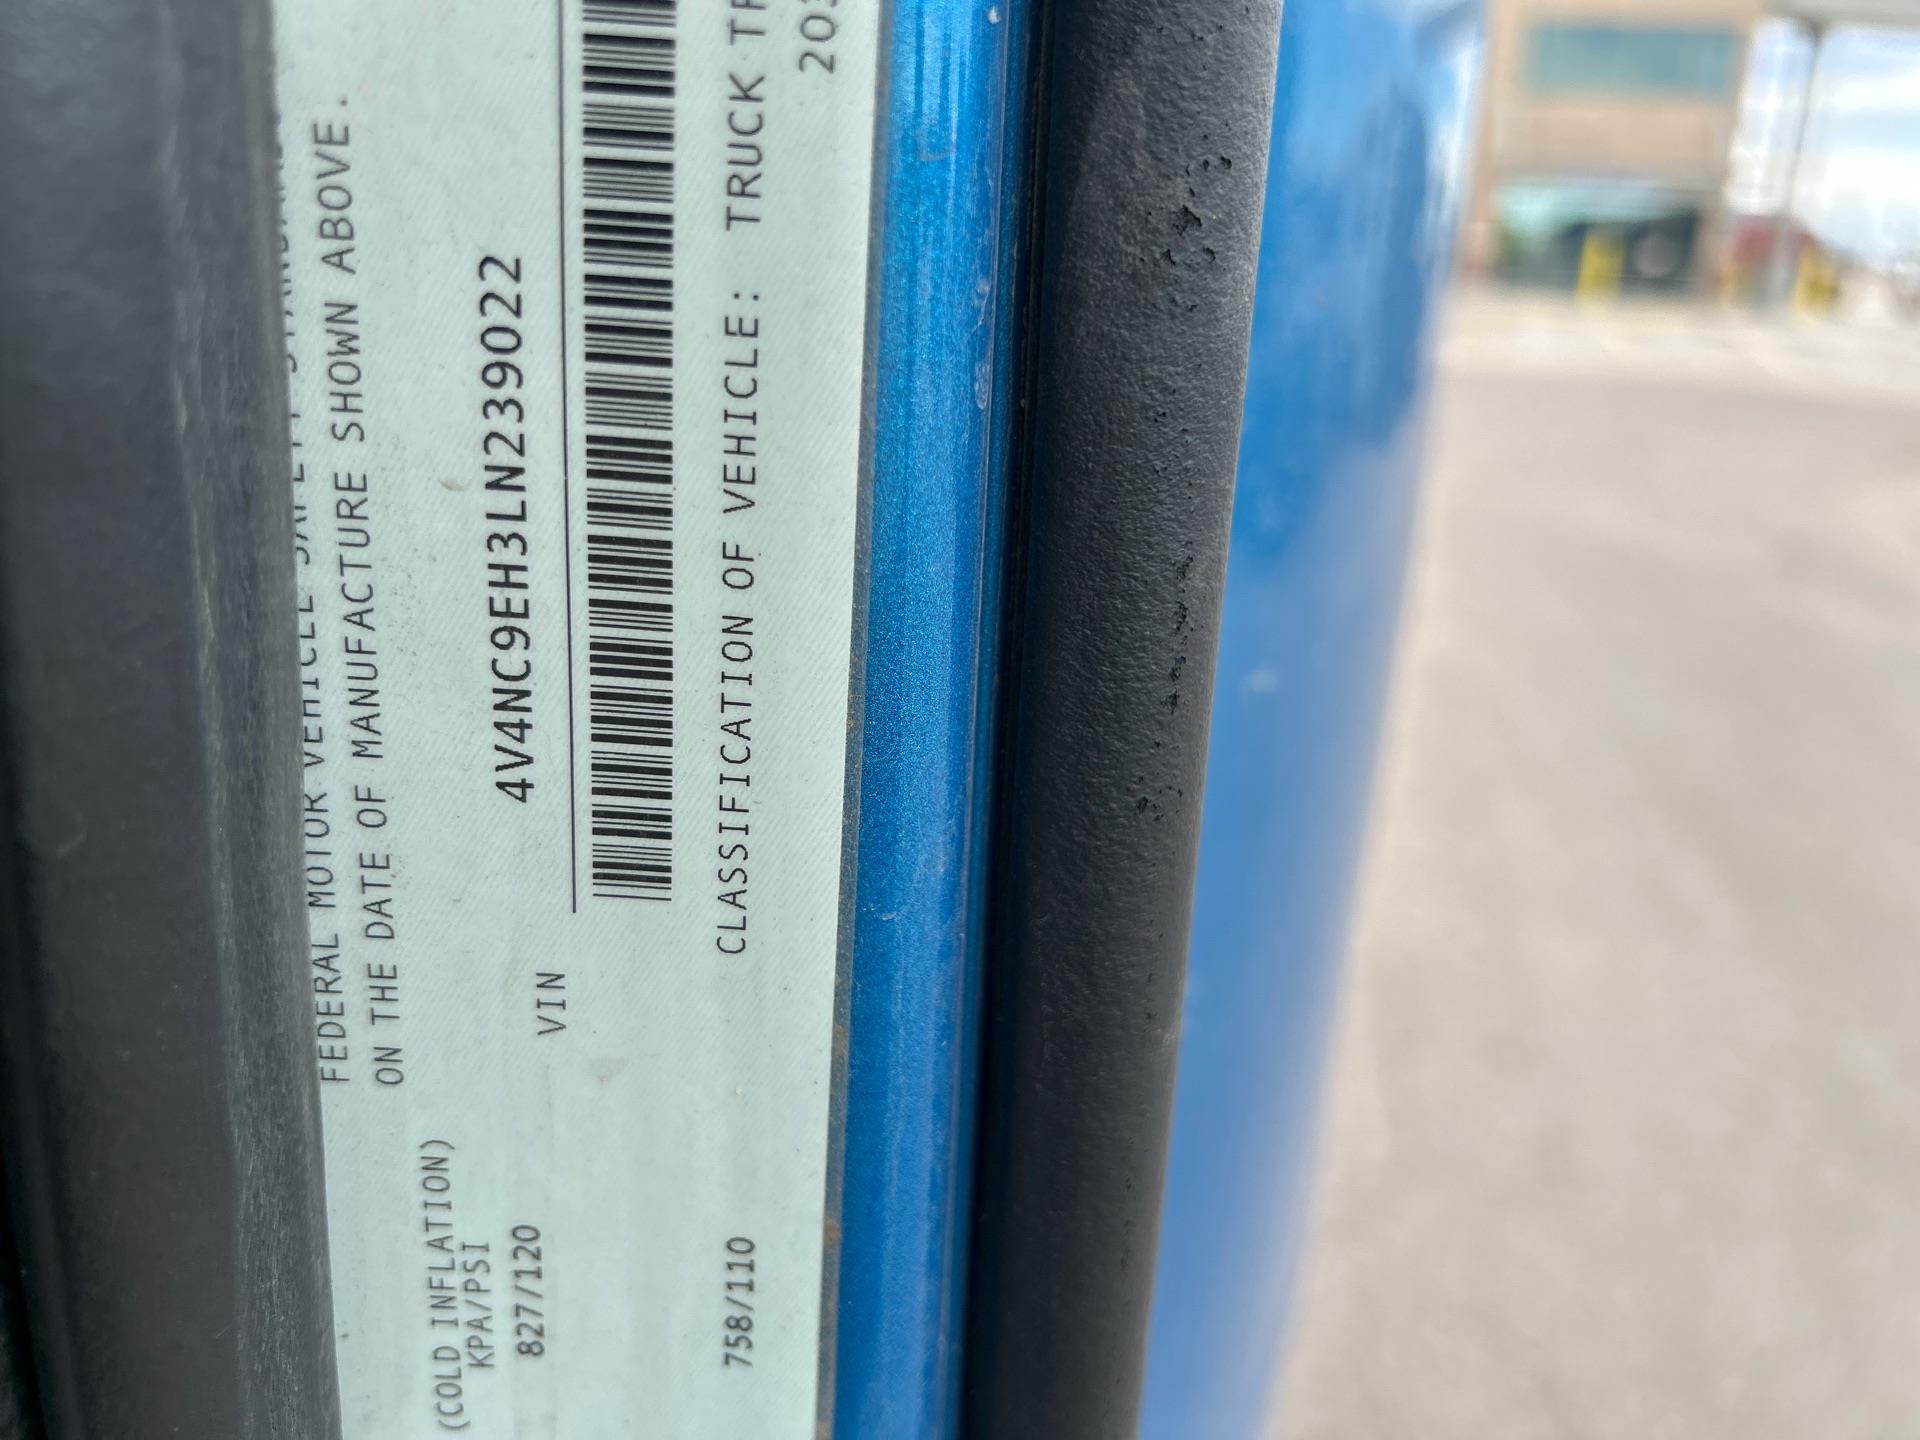 FEDERAL MOTOR VEHICLE SAFETY
ON THE DATE OF MANUFACTURE SHOWN ABOVE.
(COLD INFLATION)
KPA/PSI
827/120
758/110
4V4NC9EH3LN239022
VIN
CLASSIFICATION OF VEHICLE: TRUCK